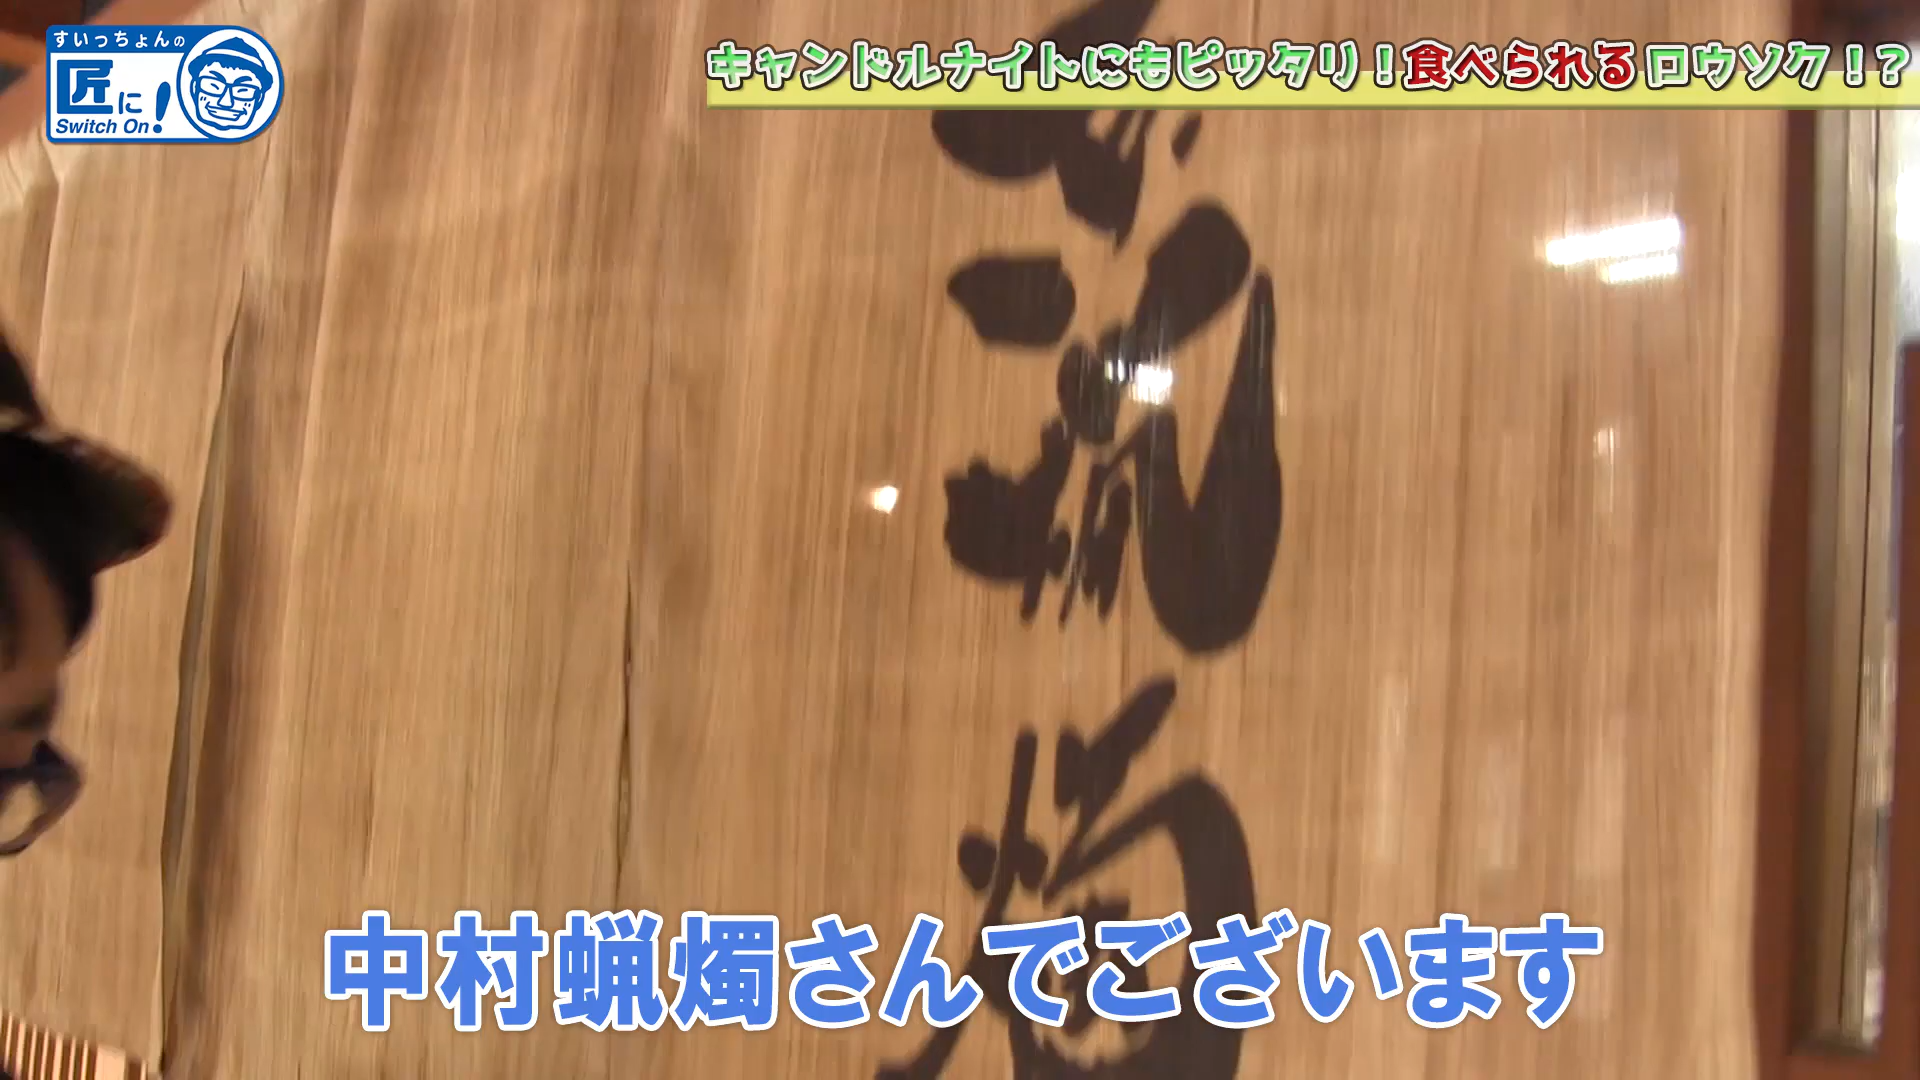 すいっちょんの
匠に!
Switch On!
キャンドルナイトにもピッタリ!食べられるロウソク!?
中村蝋燭さんでございます